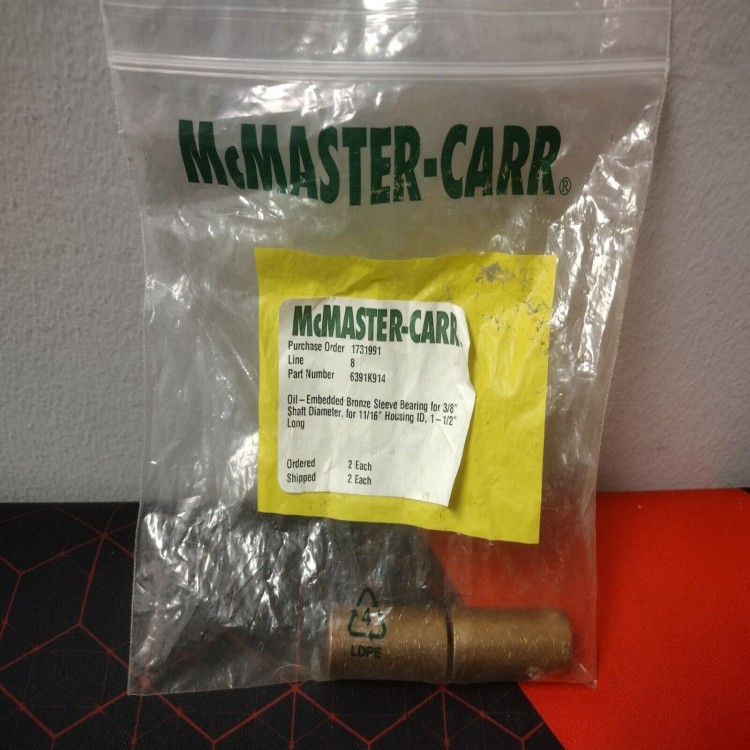 McMASTER-CARR®
McMASTER-CARR
Purchase Order 1731991
Line 8
Part Number 6391K914
Oil-Embedded Bronze Sleeve Bearing for 3/8"
Shaft Diameter, for 11/16" Housing ID, 1-1/2"
Long
Ordered 2 Each
Shipped 2 Each
4
LDPE